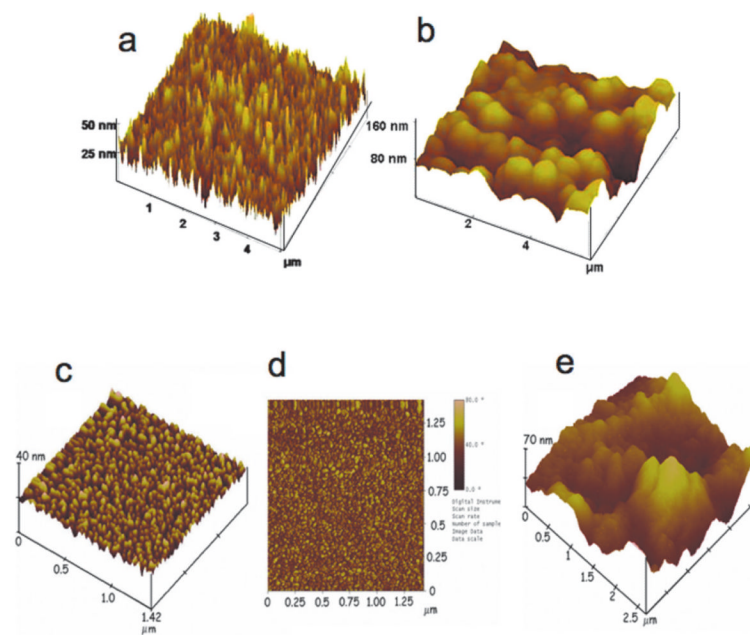 a
50 nm
25 nm
1
2
3
4
μm
b
160 nm
80 nm
2
4
μm
c
40 nm
0
0.5
1.0
1.42
μm
d
80.0 °
40.0 °
0.0 °
1.25
1.00
0.75
0.5
0.25
0
0
0.25
0.50
0.75
1.00
1.25
μm
Digital Instrume
Scan size
Scan rate
Number of sample
Image Data
Data scale
e
70 nm
0
0.5
1
1.5
2
2.5
μm